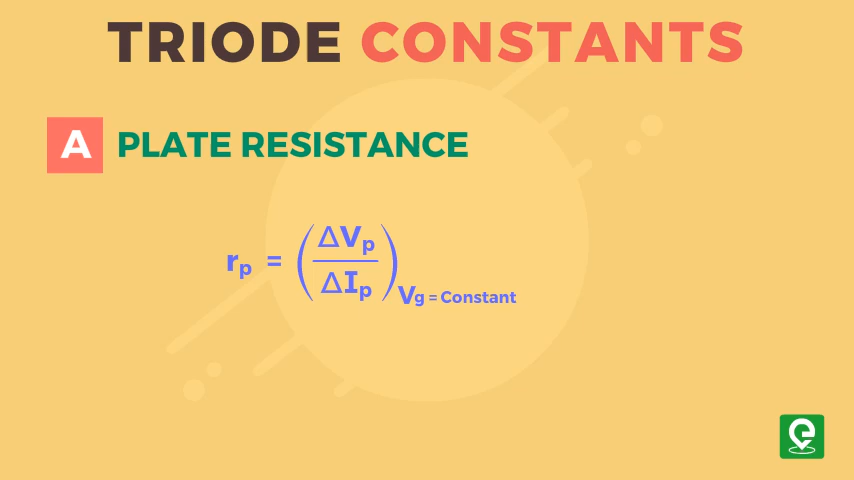 TRIODE CONSTANTS
A PLATE RESISTANCE
rₚ = (ΔVₚ / ΔIₚ) Vg = Constant